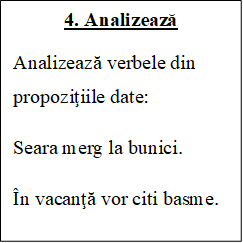 4. Analizează
Analizează verbele din
propoziţiile date:
Seara merg la bunici.
În vacanţă vor citi basme.